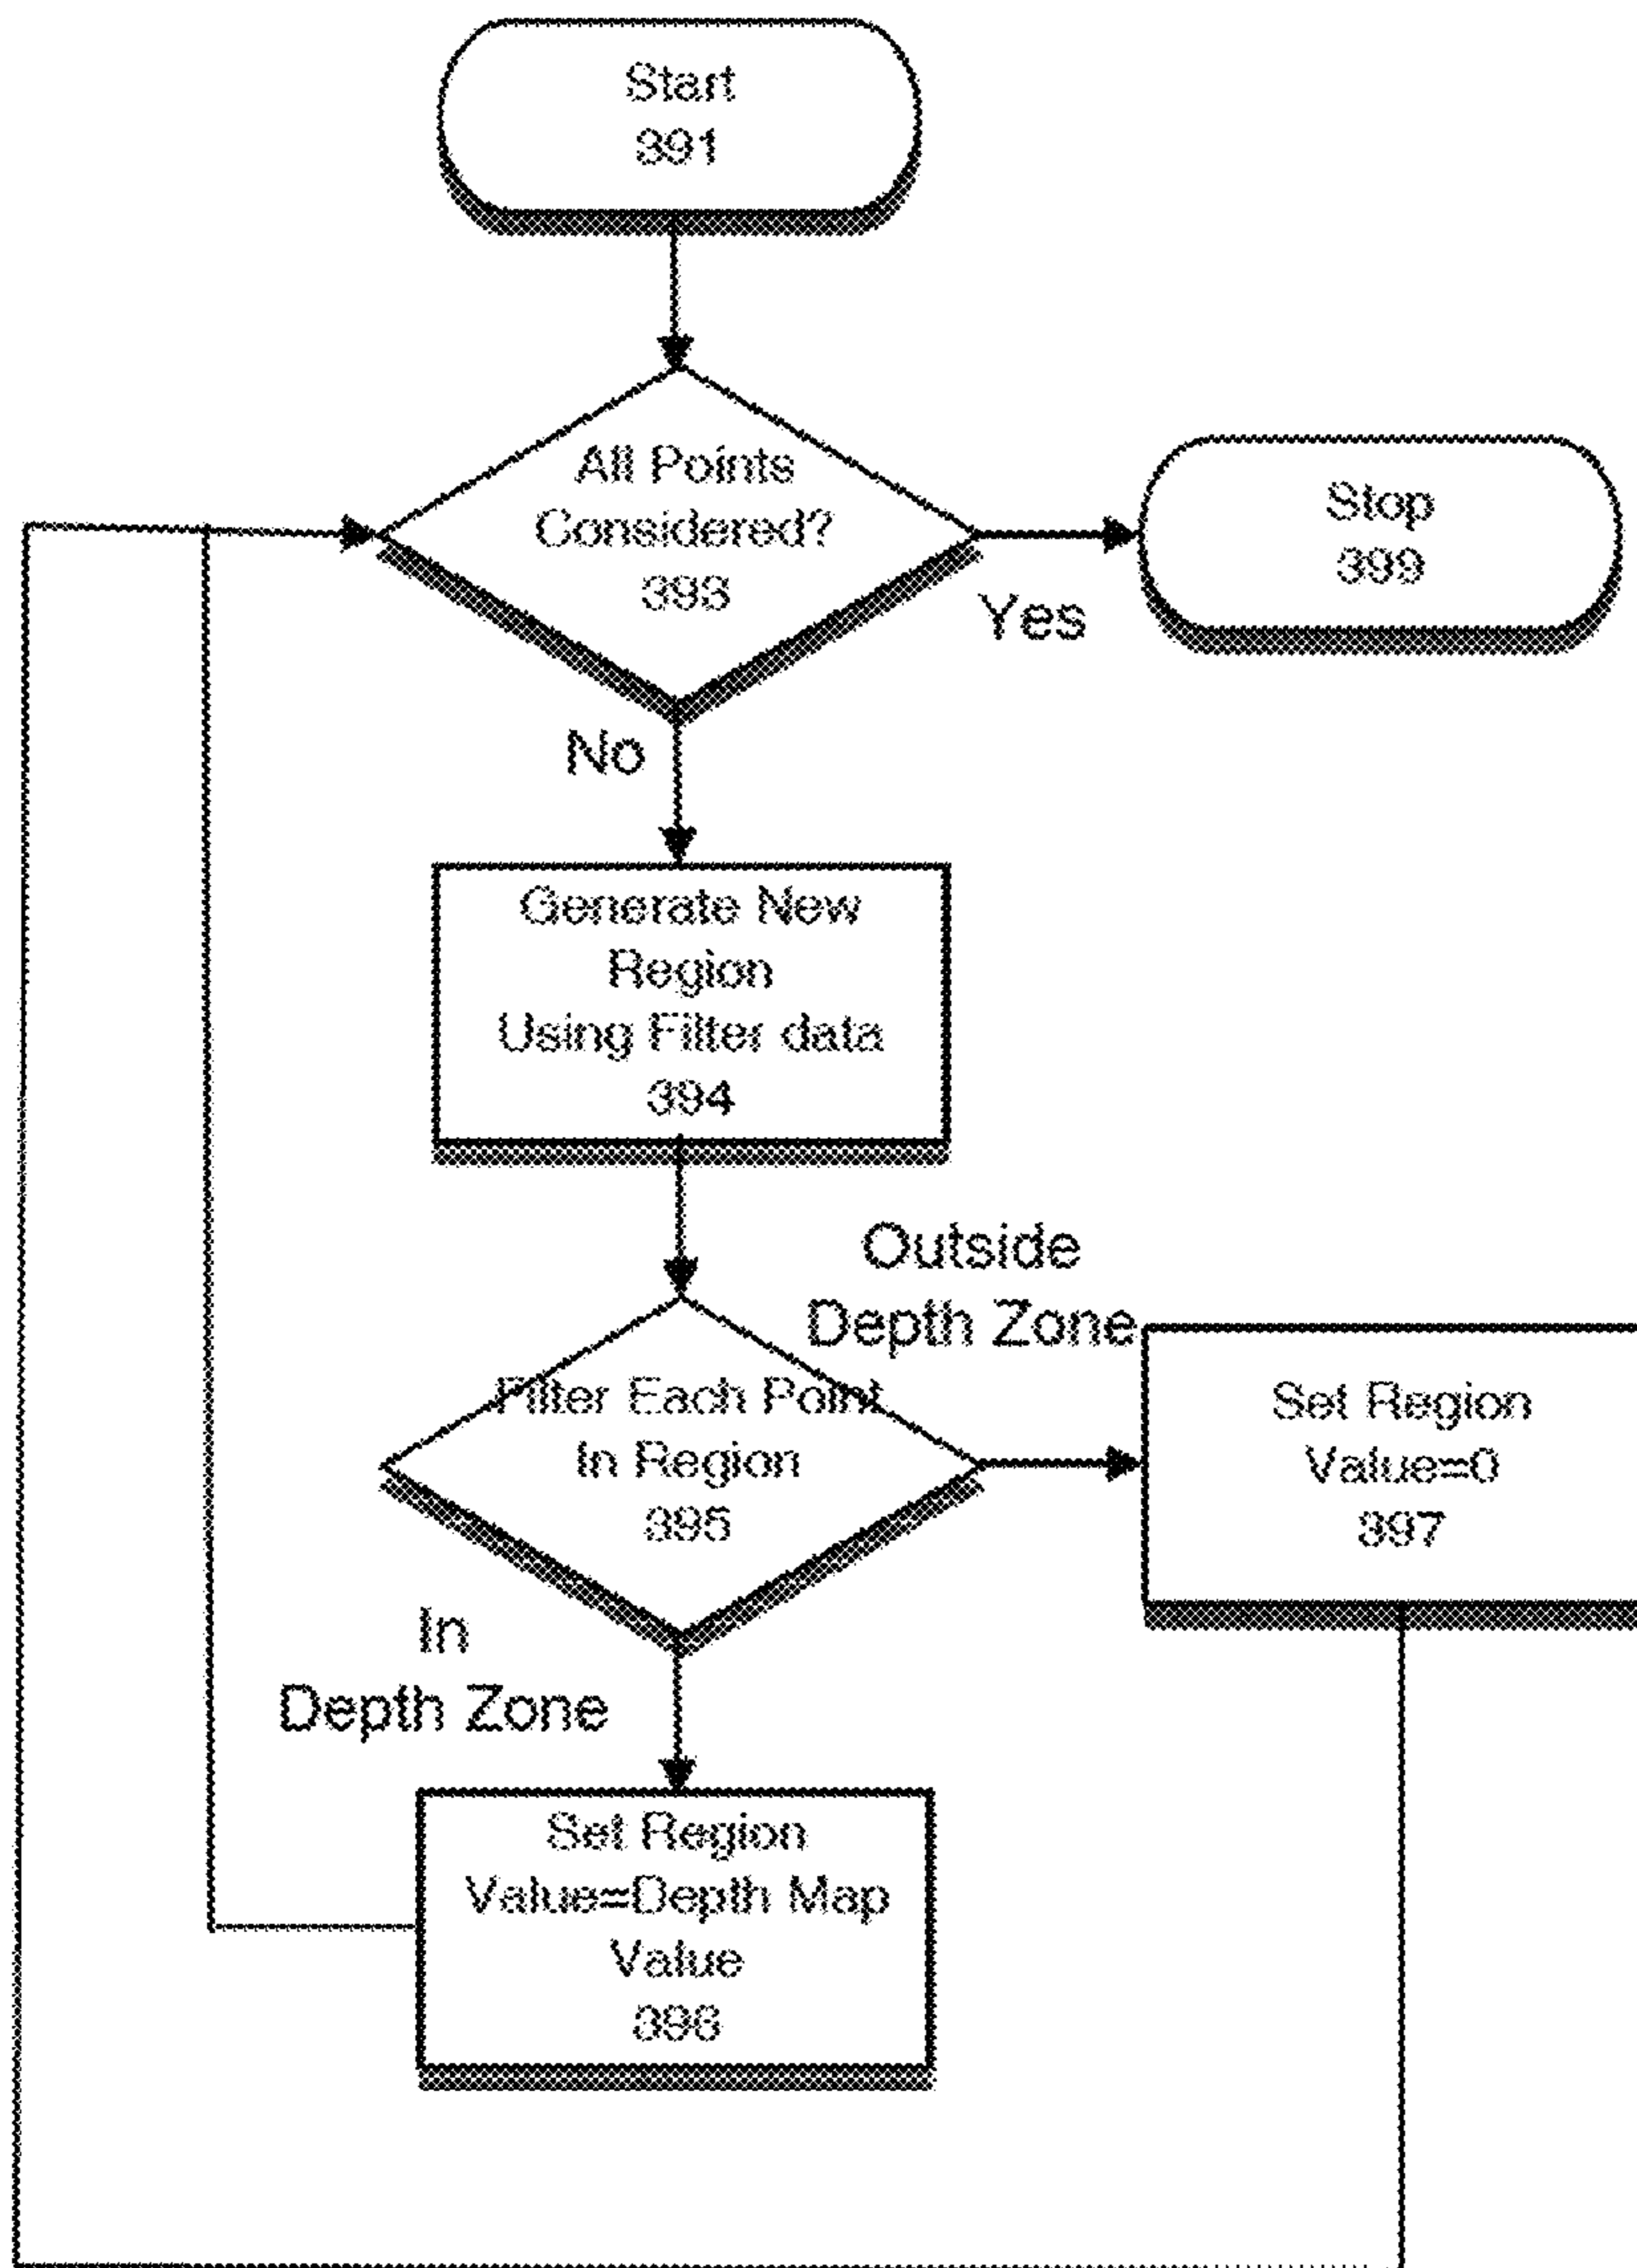 Start
391
All Points
Considered?
393
Yes
Stop
399
No
Generate New
Region
Using Filter data
394
Outside
Depth Zone
Filter Each Point
In Region
395
Set Region
Value=0
397
In
Depth Zone
Set Region
Value=Depth Map
Value
396